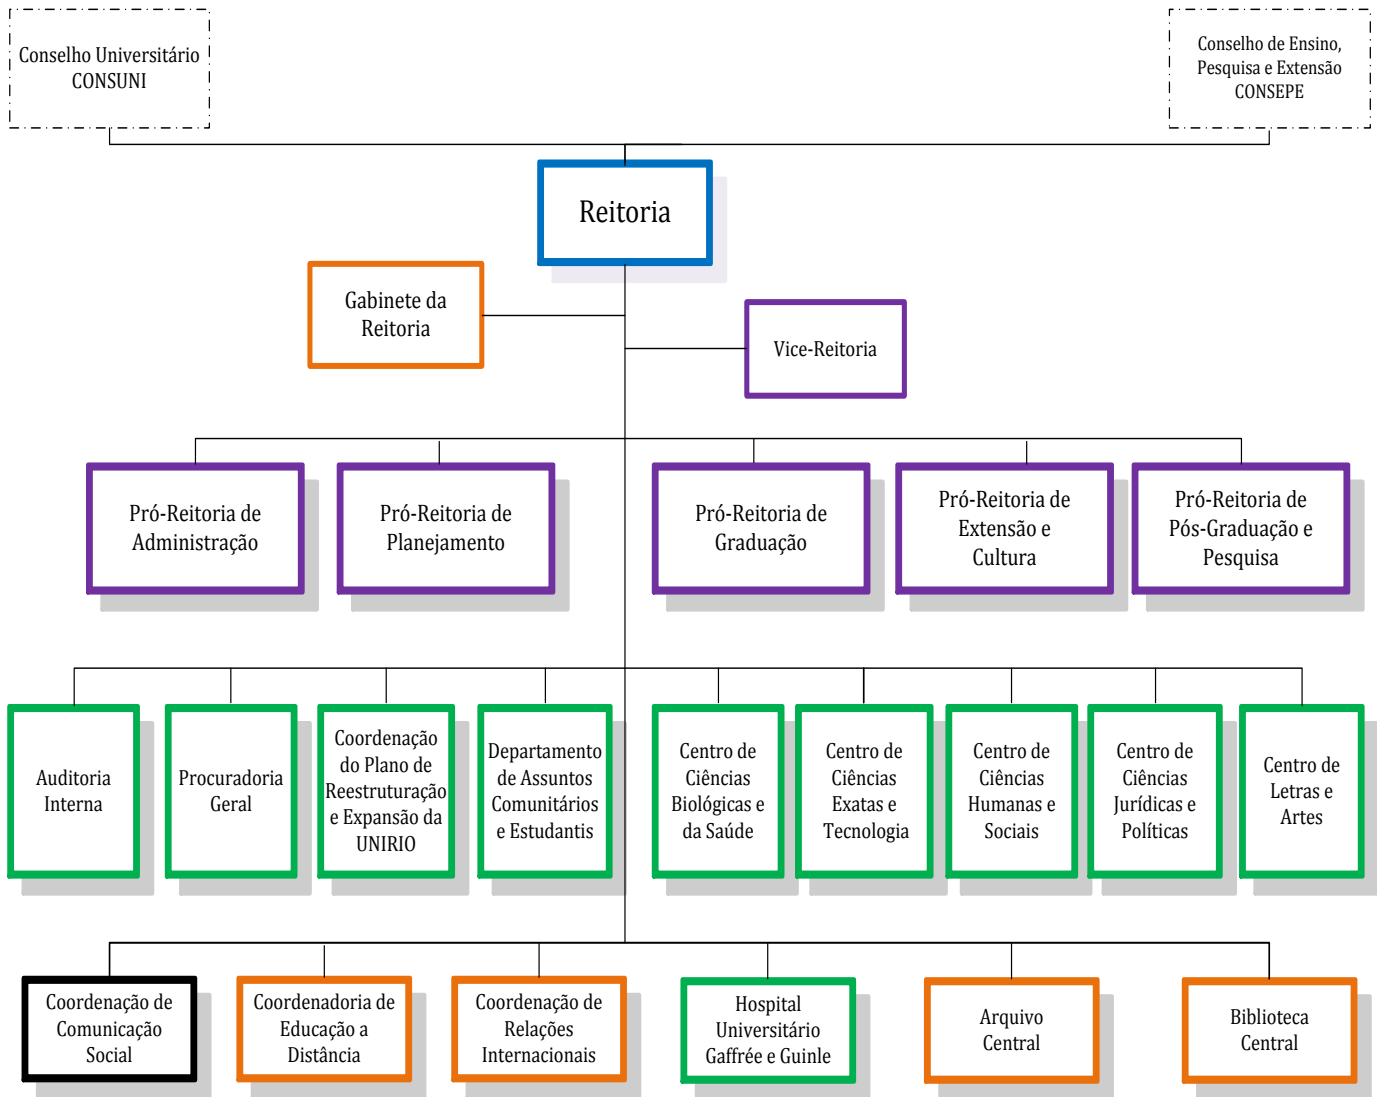 Conselho Universitário
CONSUNI
Conselho de Ensino,
Pesquisa e Extensão
CONSEPE
Reitoria
Gabinete da
Reitoria
Vice-Reitoria
Pró-Reitoria de
Administração
Pró-Reitoria de
Planejamento
Pró-Reitoria de
Graduação
Pró-Reitoria de
Extensão e
Cultura
Pró-Reitoria de
Pós-Graduação e
Pesquisa
Auditoria
Interna
Procuradoria
Geral
Coordenação
do Plano de
Reestruturação
e Expansão da
UNIRIO
Departamento
de Assuntos
Comunitários
e Estudantis
Centro de
Ciências
Biológicas e
da Saúde
Centro de
Ciências
Exatas e
Tecnologia
Centro de
Ciências
Humanas e
Sociais
Centro de
Ciências
Jurídicas e
Políticas
Centro de
Letras e
Artes
Coordenação de
Comunicação
Social
Coordenadoria de
Educação a
Distância
Coordenação de
Relações
Internacionais
Hospital
Universitário
Gaffrée e Guinle
Arquivo
Central
Biblioteca
Central